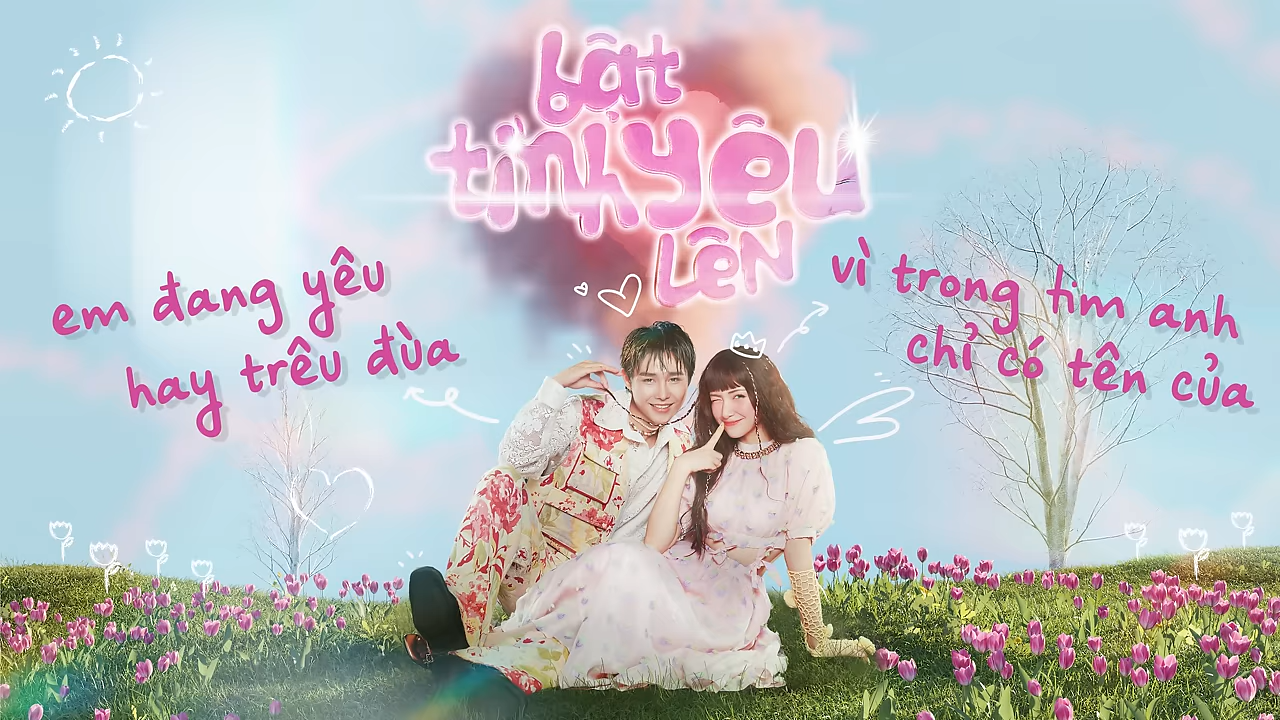 bật
tình yêu
lên
em đang yêu
hay trêu đùa
vì trong tim anh
chỉ có tên của